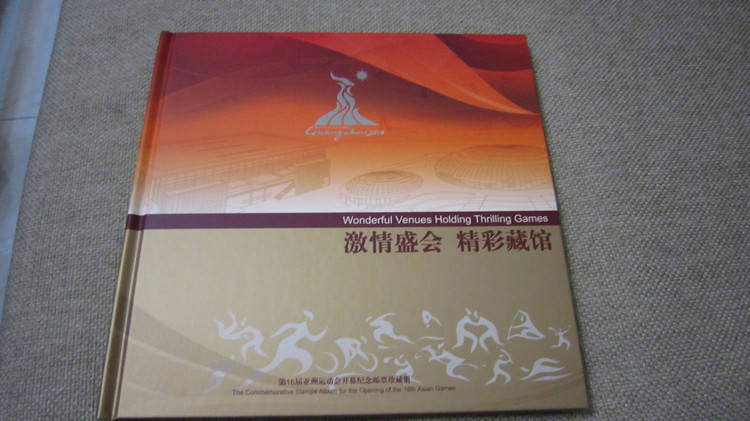 Guangzhou 2010
Wonderful Venues Holding Thrilling Games
激情盛会 精彩藏馆
第16届亚洲运动会开幕纪念邮票珍藏册
The Commemorative Stamps Album for the Opening of the 16th Asian Games